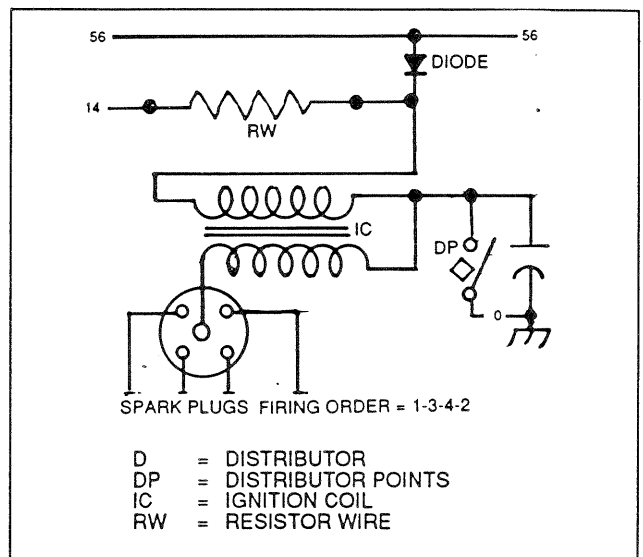 56 56
DIODE
14
RW
IC
DP
0
SPARK PLUGS FIRING ORDER = 1-3-4-2
D = DISTRIBUTOR
DP = DISTRIBUTOR POINTS
IC = IGNITION COIL
RW = RESISTOR WIRE